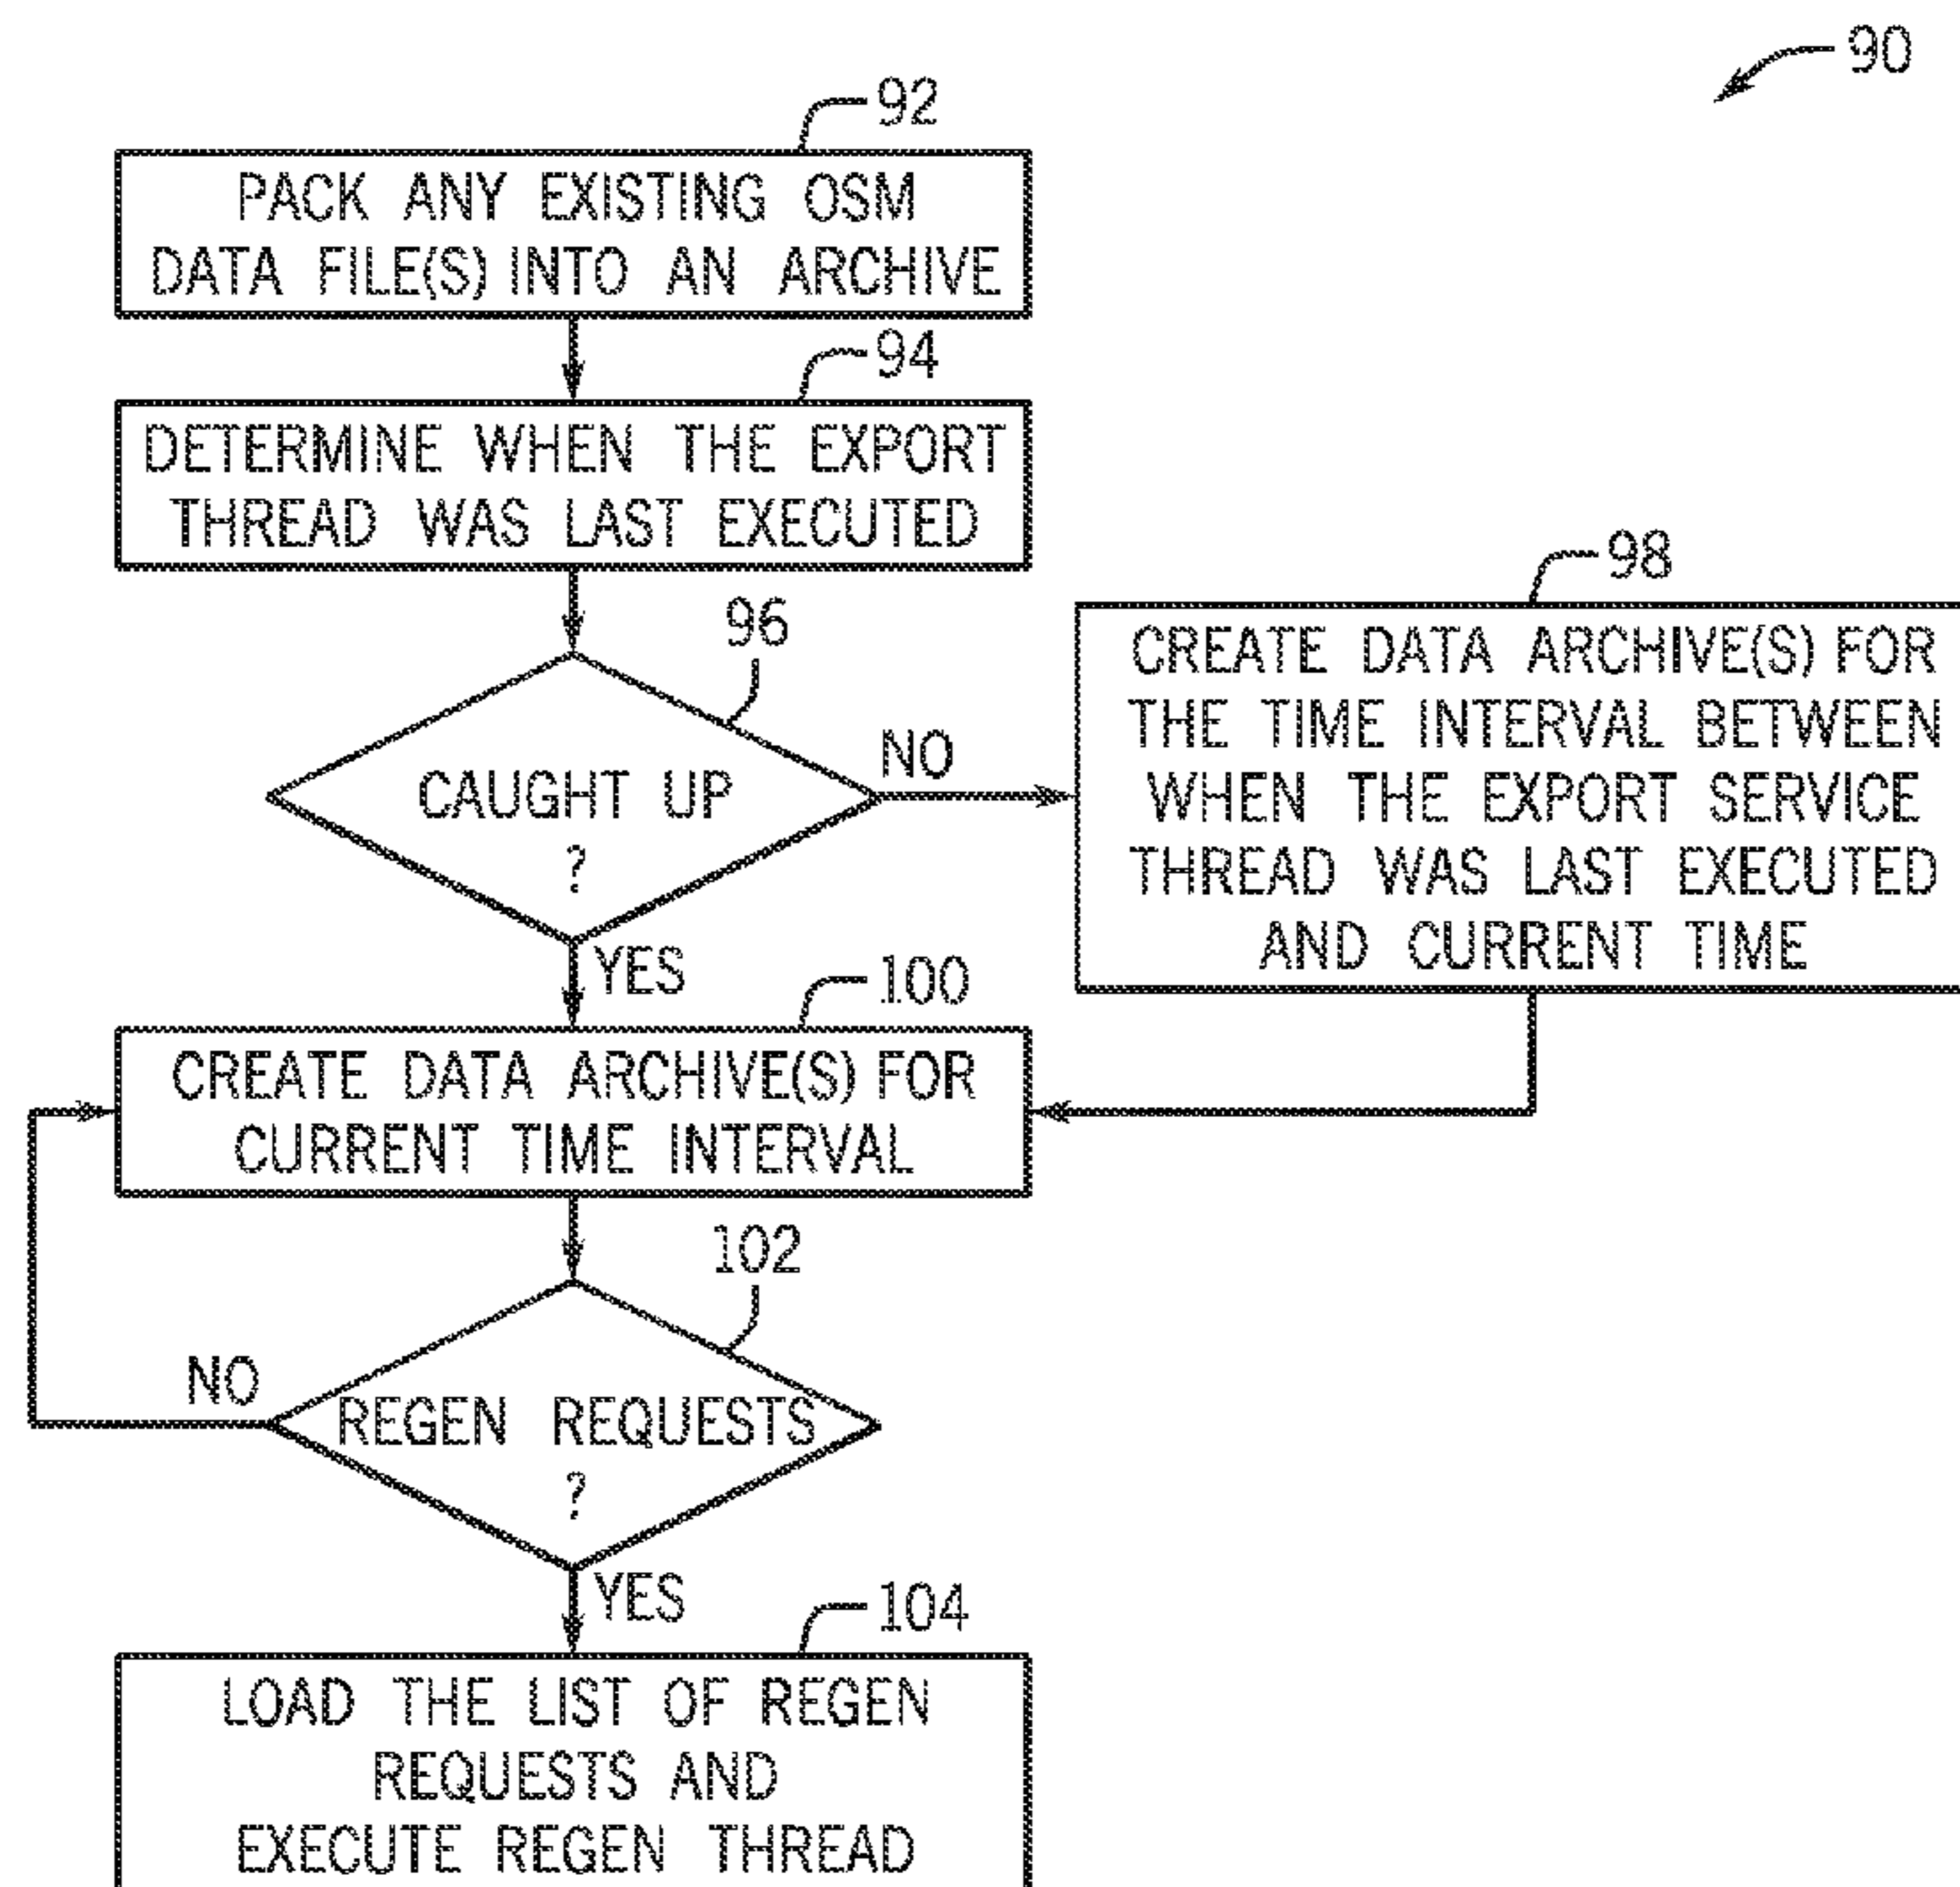 90
92
PACK ANY EXISTING OSM
DATA FILE(S) INTO AN ARCHIVE
94
DETERMINE WHEN THE EXPORT
THREAD WAS LAST EXECUTED
96
CAUGHT UP
?
NO
98
CREATE DATA ARCHIVE(S) FOR
THE TIME INTERVAL BETWEEN
WHEN THE EXPORT SERVICE
THREAD WAS LAST EXECUTED
AND CURRENT TIME
YES
100
CREATE DATA ARCHIVE(S) FOR
CURRENT TIME INTERVAL
102
REGEN REQUESTS
?
NO
YES
104
LOAD THE LIST OF REGEN
REQUESTS AND
EXECUTE REGEN THREAD